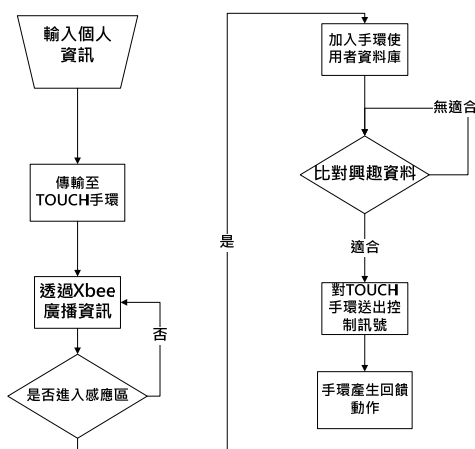 輸入個人
資訊
傳輸至
TOUCH手環
透過Xbee
廣播資訊
否
是否進入感應區
是
加入手環使
用者資料庫
無適合
比對興趣資料
適合
對TOUCH
手環送出控
制訊號
手環產生回饋
動作